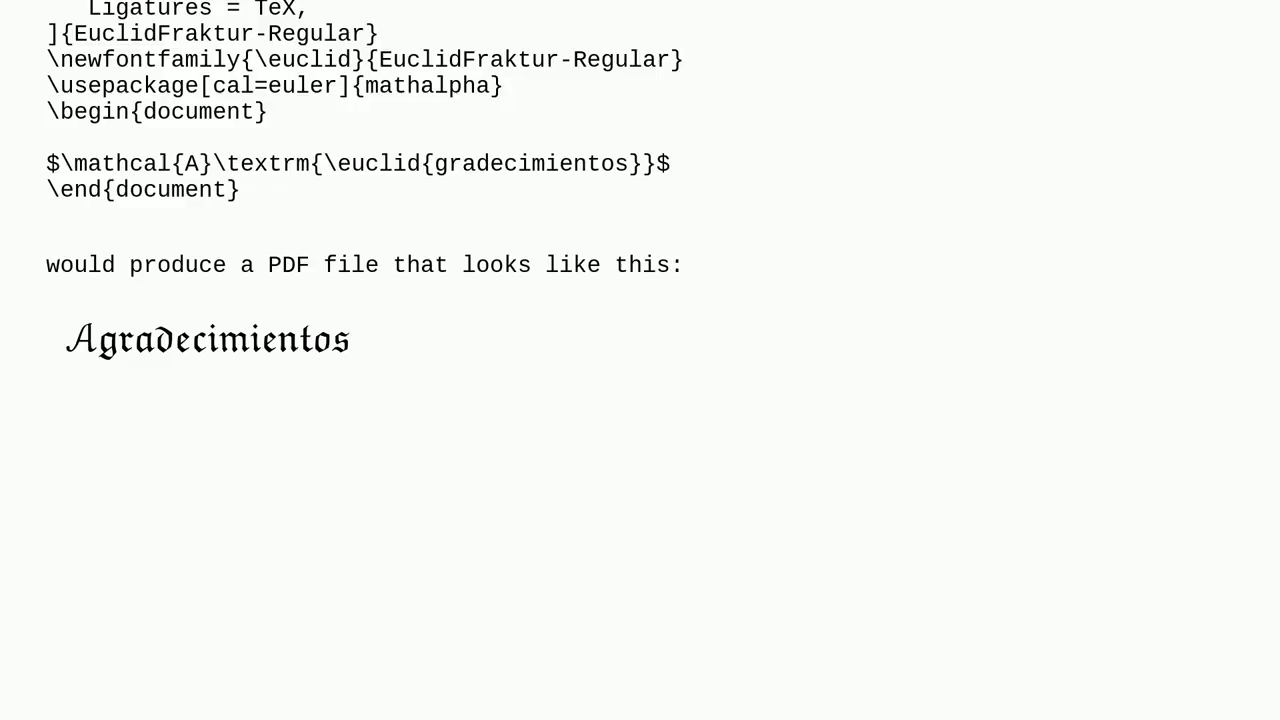 Ligatures = TeX,
]{EuclidFraktur-Regular}
\newfontfamily{\euclid}{EuclidFraktur-Regular}
\usepackage[cal=euler]{mathalpha}
\begin{document}
$\mathcal{A}\textrm{\euclid{gradecimientos}}$
\end{document}
would produce a PDF file that looks like this:
Agradecimientos